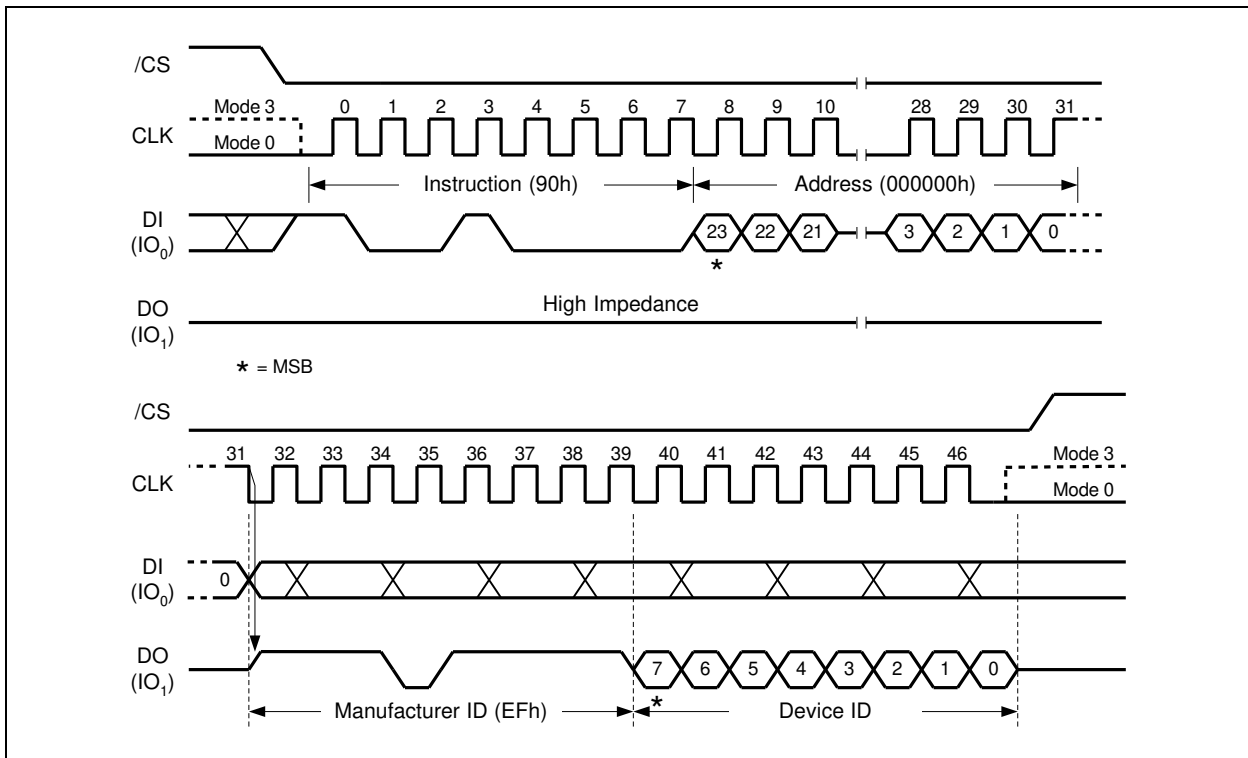 /CS
Mode 3 0 1 2 3 4 5 6 7 8 9 10 28 29 30 31
CLK
Mode 0
Instruction (90h) Address (000000h)
DI
(IO0) 23 22 21 3 2 1 0
*
High Impedance
DO
(IO1)
* = MSB
/CS
31 32 33 34 35 36 37 38 39 40 41 42 43 44 45 46 Mode 3
CLK
Mode 0
DI
(IO0) 0
DO
(IO1) 7 6 5 4 3 2 1 0
*
Manufacturer ID (EFh) Device ID